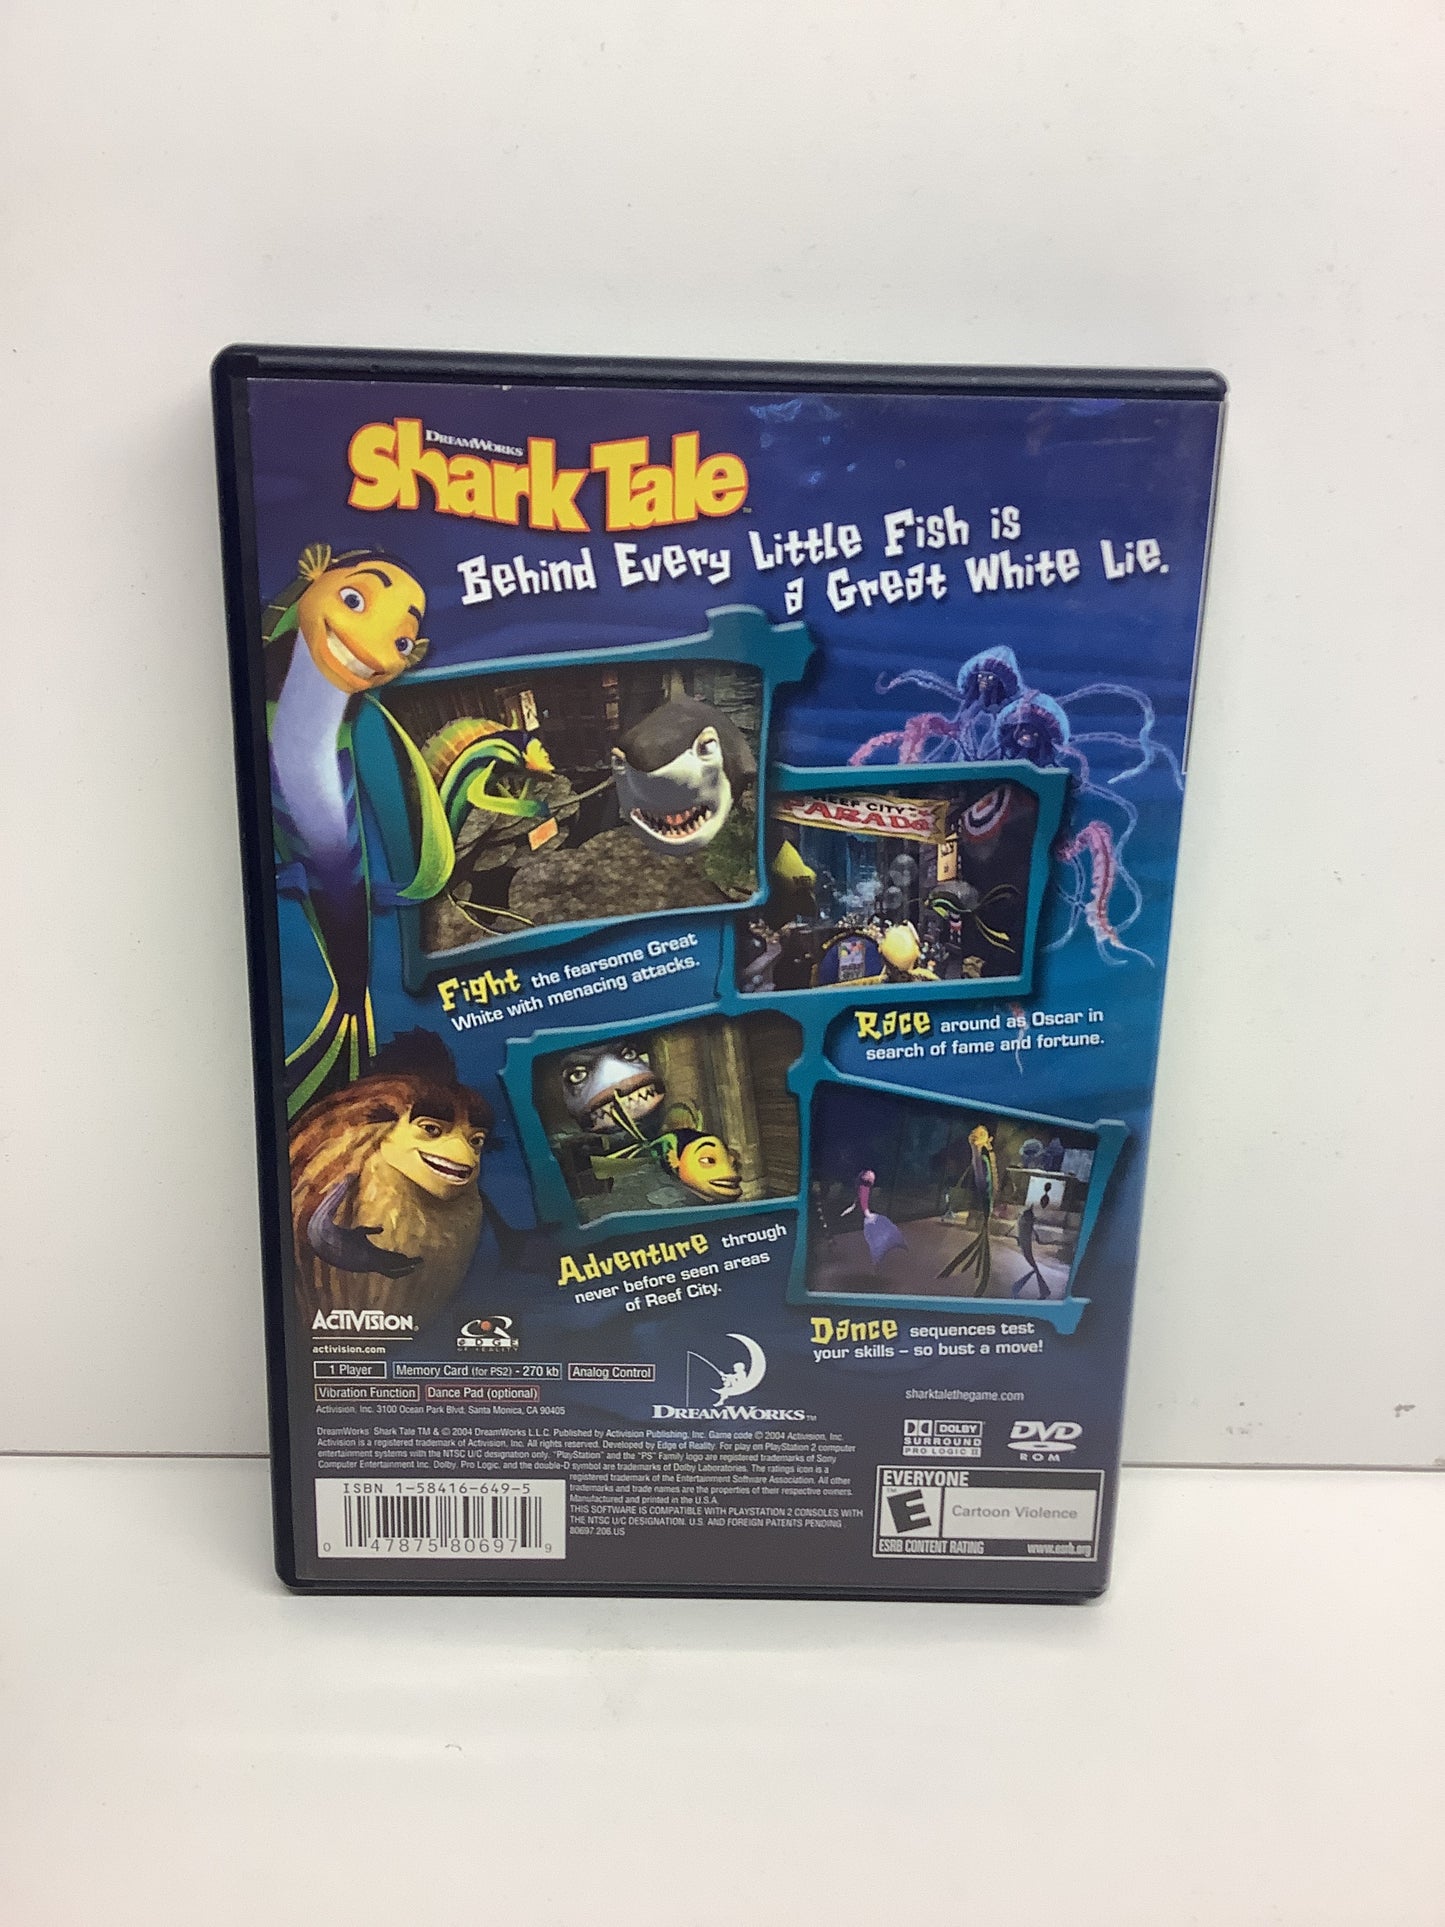 DREAMWORKS
Shark Tale™
Behind Every Little Fish is
a Great White Lie.
REEF CITY'S
PARADE
Fight the fearsome Great
White with menacing attacks.
Race around as Oscar in
search of fame and fortune.
Adventure through
never before seen areas
of Reef City.
Dance sequences test
your skills – so bust a move!
ACTIVISION®
activision.com
EDGE
OF REALITY
1 Player
Memory Card (for PS2) - 270 kb
Analog Control
Vibration Function
Dance Pad (optional)
Activision, Inc. 3100 Ocean Park Blvd. Santa Monica, CA 90405
DREAMWORKS™
sharktalethegame.com
DOLBY
SURROUND
PRO LOGIC II
DVD
ROM
DreamWorks' Shark Tale TM & © 2004 DreamWorks L.L.C. Published by Activision Publishing, Inc. Game code © 2004 Activision, Inc.
Activision is a registered trademark of Activision, Inc. All rights reserved. Developed by Edge of Reality. For play on PlayStation 2 computer
entertainment systems with the NTSC U/C designation only. "PlayStation" and the "PS" Family logo are registered trademarks of Sony
Computer Entertainment Inc. Dolby, Pro Logic, and the double-D symbol are trademarks of Dolby Laboratories. The ratings icon is a
registered trademark of the Entertainment Software Association. All other
trademarks and trade names are the properties of their respective owners.
Manufactured and printed in the U.S.A.
THIS SOFTWARE IS COMPATIBLE WITH PLAYSTATION 2 CONSOLES WITH
THE NTSC U/C DESIGNATION. U.S. AND FOREIGN PATENTS PENDING
80697.206.US
ISBN 1-58416-649-5
0 47875 80697 9
EVERYONE
E
Cartoon Violence
ESRB CONTENT RATING www.esrb.org